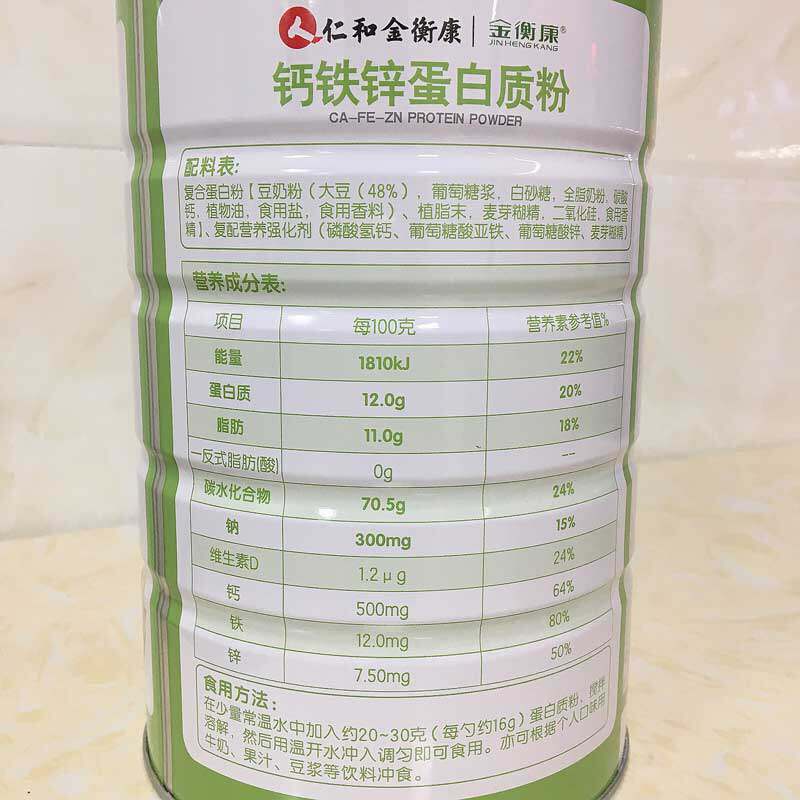 仁和金衡康 金衡康®
JIN HENG KANG
钙铁锌蛋白质粉
CA-FE-ZN PROTEIN POWDER
配料表:
复合蛋白粉【豆奶粉(大豆(48%),葡萄糖浆,白砂糖,全脂奶粉,碳酸
钙,植物油,食用盐,食用香料)、植脂末,麦芽糊精,二氧化硅,食用香
精】、复配营养强化剂(磷酸氢钙、葡萄糖酸亚铁、葡萄糖酸锌、麦芽糊精)
营养成分表:
项目 每100克 营养素参考值%
能量 1810kJ 22%
蛋白质 12.0g 20%
脂肪 11.0g 18%
—反式脂肪(酸) 0g --
碳水化合物 70.5g 24%
钠 300mg 15%
维生素D 1.2μg 24%
钙 500mg 64%
铁 12.0mg 80%
锌 7.50mg 50%
食用方法:
在少量常温水中加入约20~30克(每勺约16g)蛋白质粉,搅拌
溶解,然后用温开水冲入调匀即可食用。亦可根据个人口味用
牛奶、果汁、豆浆等饮料冲食。